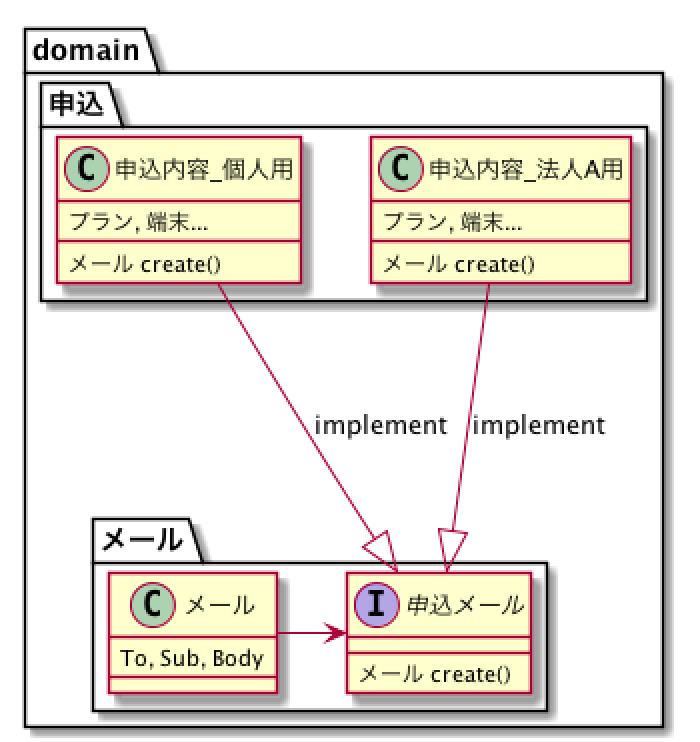 domain
申込
C 申込内容_個人用
プラン, 端末...
メール create()
C 申込内容_法人A用
プラン, 端末...
メール create()
implement
implement
メール
C メール
To, Sub, Body
I 申込メール
メール create()